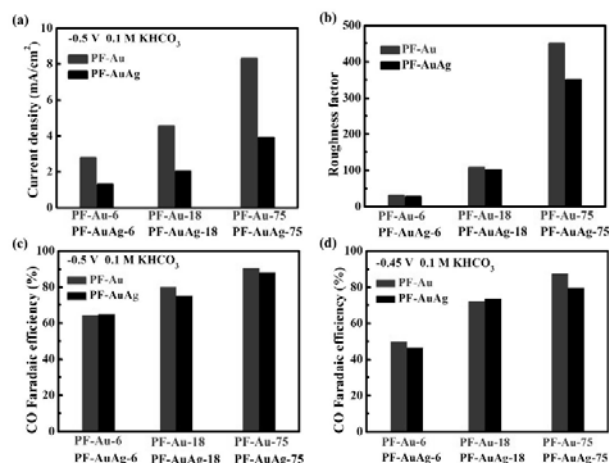 (a)
-0.5 V 0.1 M KHCO3
PF-Au
PF-AuAg
Current density (mA/cm²)
10
8
6
4
2
0
PF-Au-6 PF-Au-18 PF-Au-75
PF-AuAg-6 PF-AuAg-18 PF-AuAg-75
(b)
PF-Au
PF-AuAg
Roughness factor
500
400
300
200
100
0
PF-Au-6 PF-Au-18 PF-Au-75
PF-AuAg-6 PF-AuAg-18 PF-AuAg-75
(c)
-0.5 V 0.1 M KHCO3
PF-Au
PF-AuAg
CO Faradaic efficiency (%)
100
80
60
40
20
0
PF-Au-6 PF-Au-18 PF-Au-75
PF-AuAg-6 PF-AuAg-18 PF-AuAg-75
(d)
-0.45 V 0.1 M KHCO3
PF-Au
PF-AuAg
CO Faradaic efficiency (%)
100
80
60
40
20
0
PF-Au-6 PF-Au-18 PF-Au-75
PF-AuAg-6 PF-AuAg-18 PF-AuAg-75